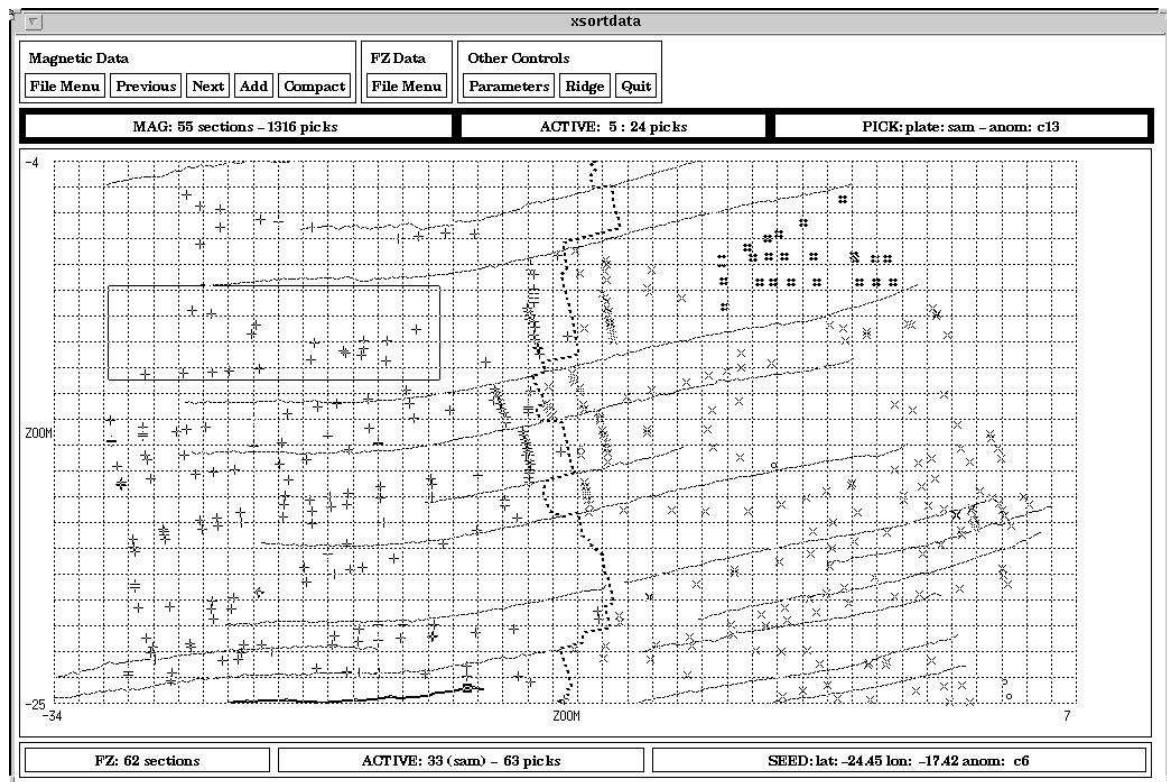 xsortdata
Magnetic Data FZ Data Other Controls
File Menu Previous Next Add Compact File Menu Parameters Ridge Quit
MAG: 55 sections – 1316 picks ACTIVE: 5 : 24 picks PICK: plate: sam – anom: c13
-4
ZOOM
-25
-34 ZOOM 7
FZ: 62 sections ACTIVE: 33 (sam) – 63 picks SEED: lat: -24.45 lon: -17.42 anom: c6